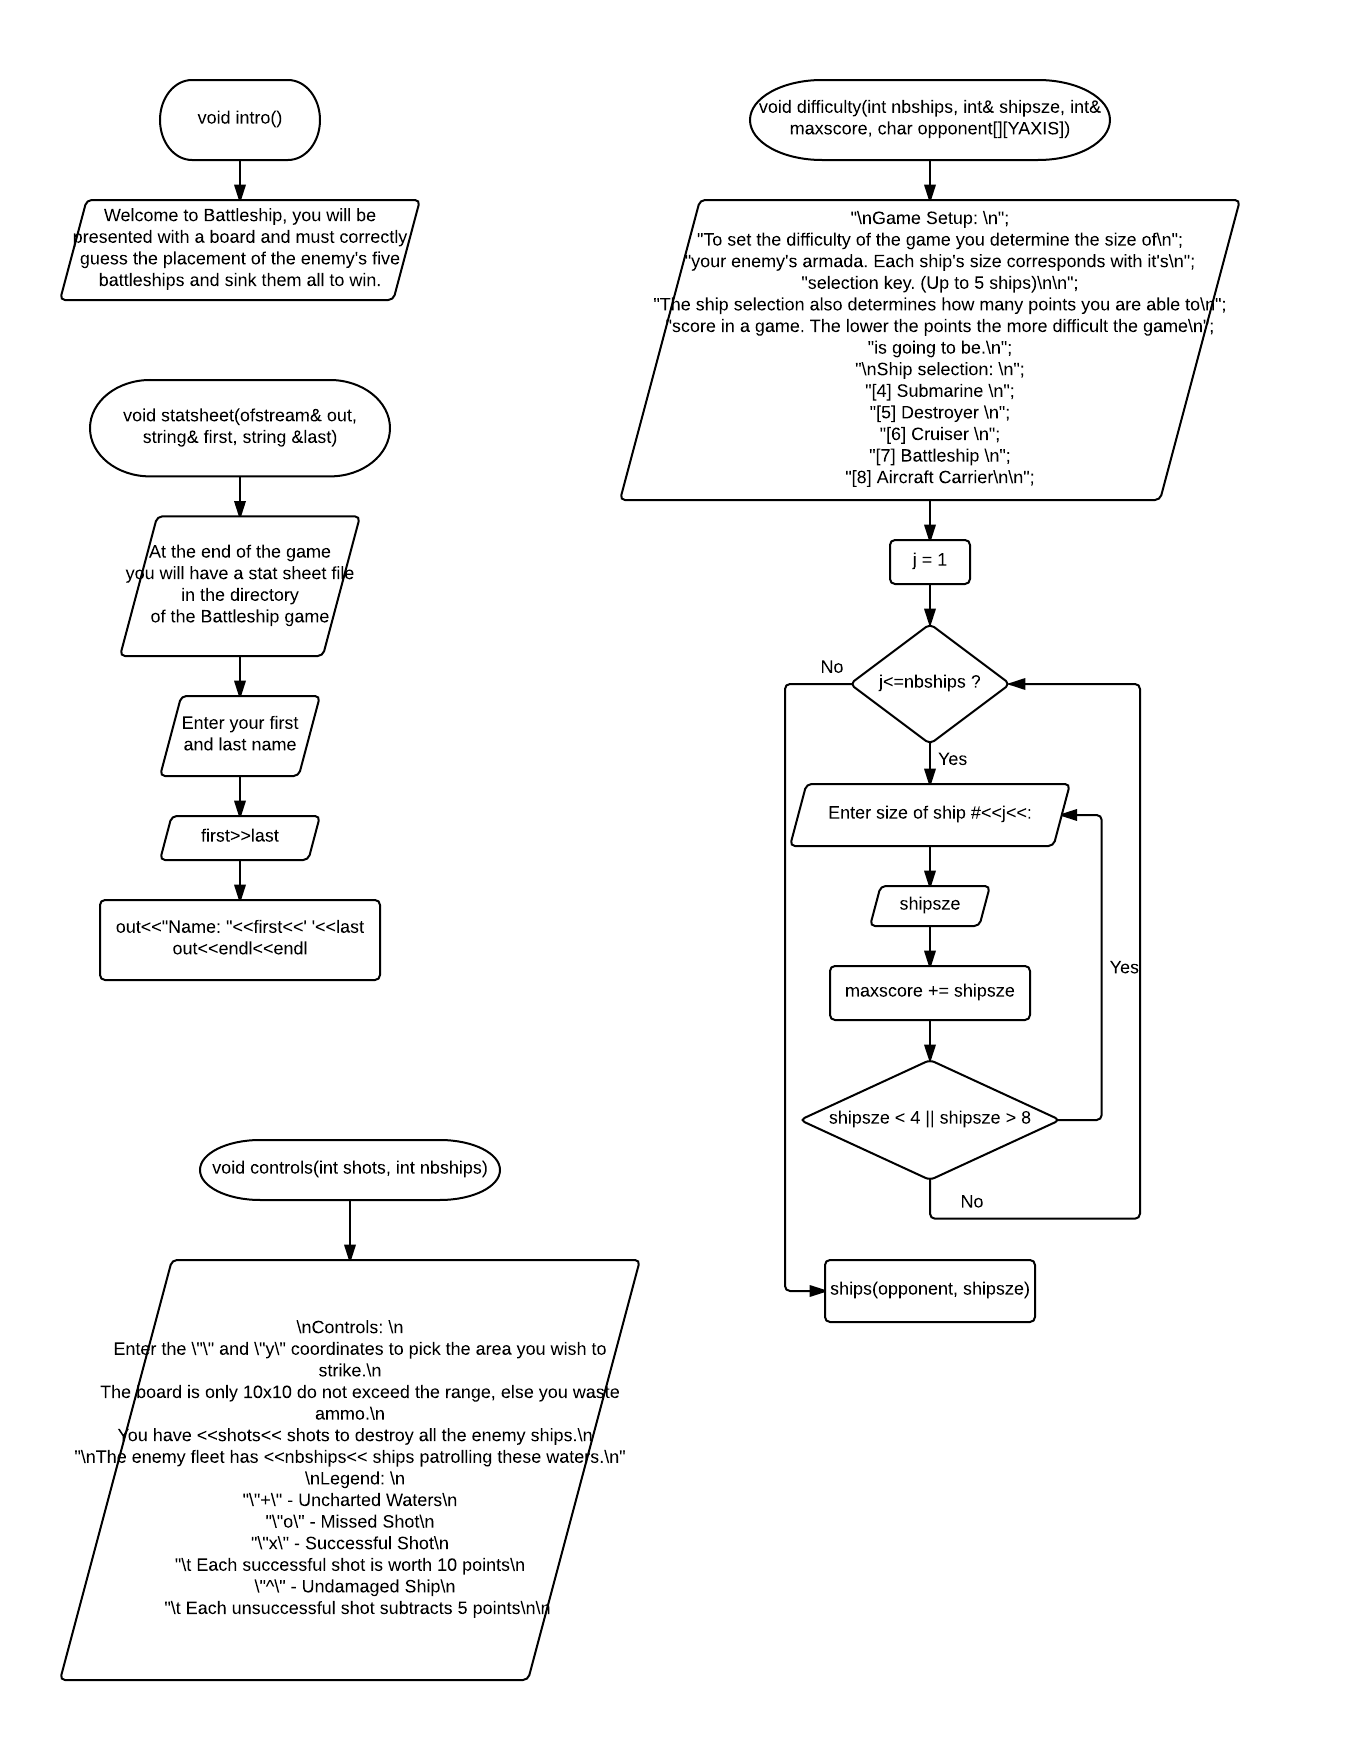 void intro()
Welcome to Battleship, you will be
presented with a board and must correctly
guess the placement of the enemy's five
battleships and sink them all to win.
void statsheet(ofstream& out,
string& first, string &last)
At the end of the game
you will have a stat sheet file
in the directory
of the Battleship game
Enter your first
and last name
first>>last
out<<"Name: "<<first<<' '<<last
out<<endl<<endl
void controls(int shots, int nbships)
\nControls: \n
Enter the \"\" and \"y\" coordinates to pick the area you wish to
strike.\n
The board is only 10x10 do not exceed the range, else you waste
ammo.\n
You have <<shots<< shots to destroy all the enemy ships.\n
"\nThe enemy fleet has <<nbships<< ships patrolling these waters.\n"
\nLegend: \n
"\"+\" - Uncharted Waters\n
"\"o\" - Missed Shot\n
"\"x\" - Successful Shot\n
"\t Each successful shot is worth 10 points\n
\"^\" - Undamaged Ship\n
"\t Each unsuccessful shot subtracts 5 points\n\n
void difficulty(int nbships, int& shipsze, int&
maxscore, char opponent[][YAXIS])
"\nGame Setup: \n";
"To set the difficulty of the game you determine the size of\n";
"your enemy's armada. Each ship's size corresponds with it's\n";
"selection key. (Up to 5 ships)\n\n";
"The ship selection also determines how many points you are able to\n";
"score in a game. The lower the points the more difficult the game\n";
"is going to be.\n";
"\nShip selection: \n";
"[4] Submarine \n";
"[5] Destroyer \n";
"[6] Cruiser \n";
"[7] Battleship \n";
"[8] Aircraft Carrier\n\n";
j = 1
No
j<=nbships ?
Yes
Enter size of ship #<<j<<:
shipsze
Yes
maxscore += shipsze
shipsze < 4 || shipsze > 8
No
ships(opponent, shipsze)